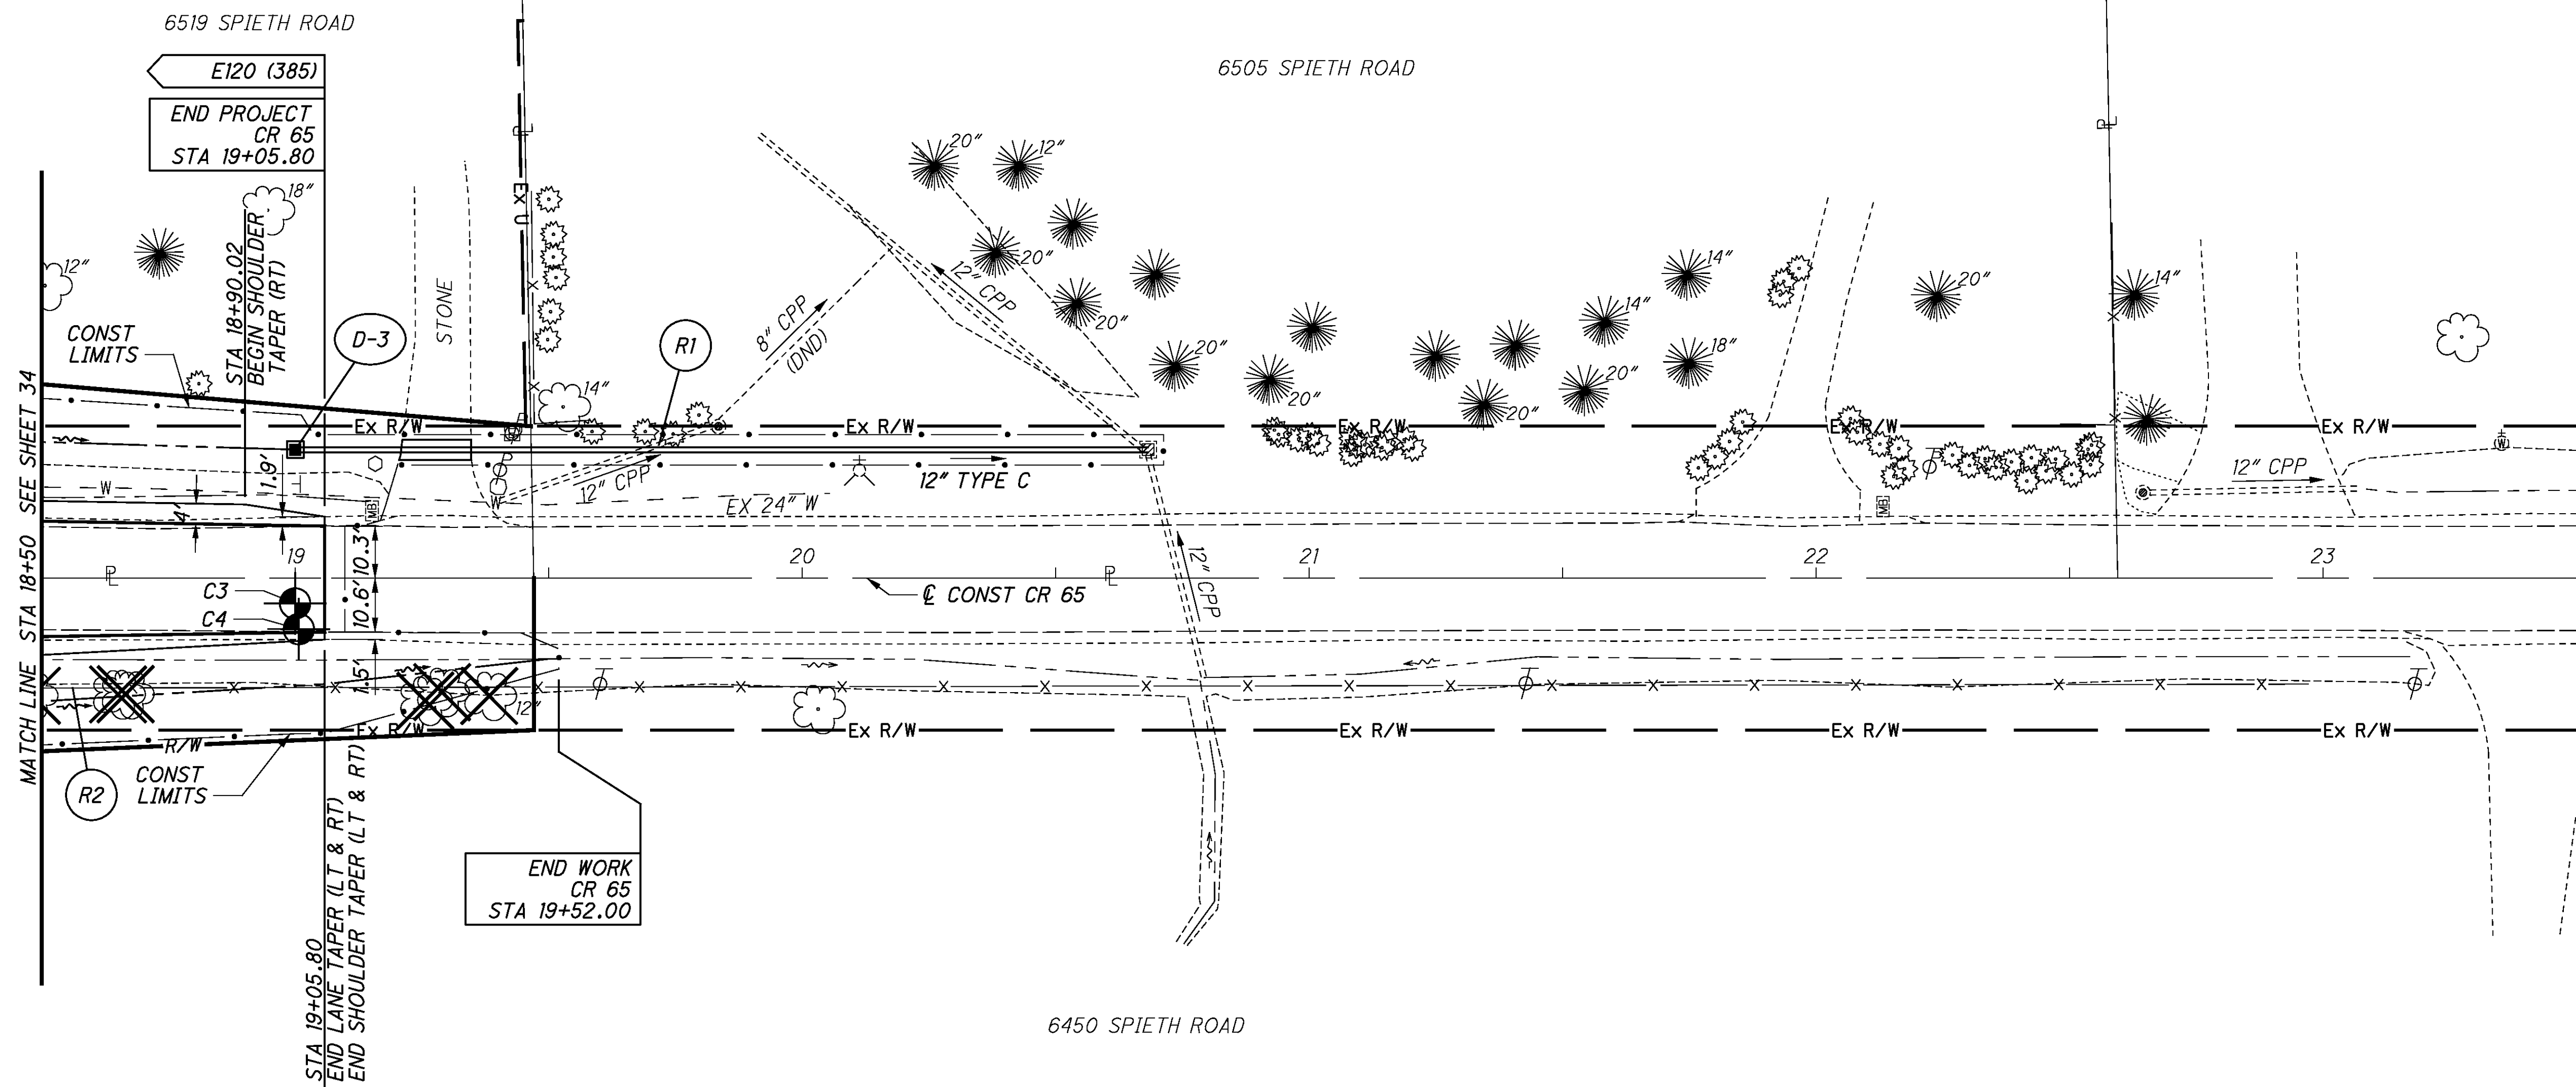 6519 SPIETH ROAD
6505 SPIETH ROAD
E120 (385)
END PROJECT
CR 65
STA 19+05.80
18"
12"
STA 18+90.02
BEGIN SHOULDER
TAPER (RT)
CONST
LIMITS
D-3
STONE
Ex U
PL
PL
R1
14"
8" CPP
(DND)
12" CPP
20"
12"
20"
20"
20"
20"
20"
14"
14"
18"
20"
20"
14"
MATCH LINE STA 18+50 SEE SHEET 34
Ex R/W
Ex R/W
Ex R/W
Ex R/W
Ex R/W
W
1.9'
4'
MB
P
W
12" CPP
12" TYPE C
EX 24" W
MB
12" CPP
W
19
10.3'
20
21
22
23
PL
PL
C3
C4
10.6'
℄ CONST CR 65
12" CPP
1.5'
12"
R/W
Ex R/W
Ex R/W
Ex R/W
Ex R/W
Ex R/W
R2
CONST
LIMITS
STA 19+05.80
END LANE TAPER (LT & RT)
END SHOULDER TAPER (LT & RT)
END WORK
CR 65
STA 19+52.00
6450 SPIETH ROAD